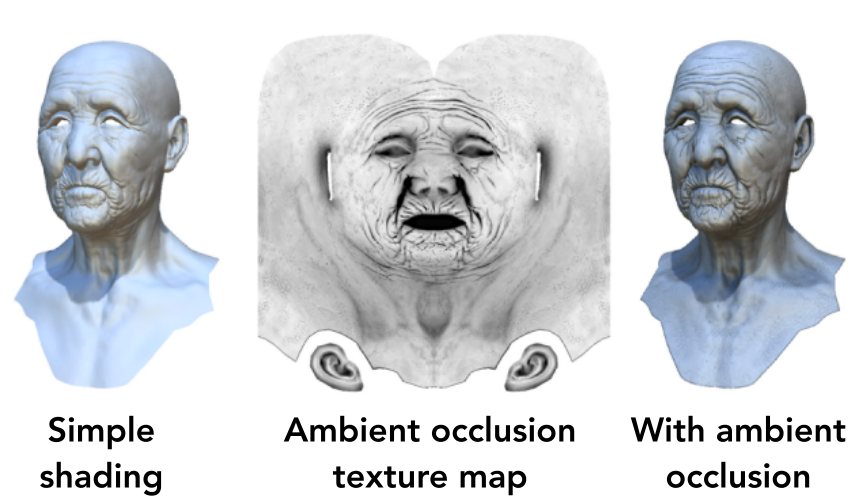 Simple
shading
Ambient occlusion
texture map
With ambient
occlusion